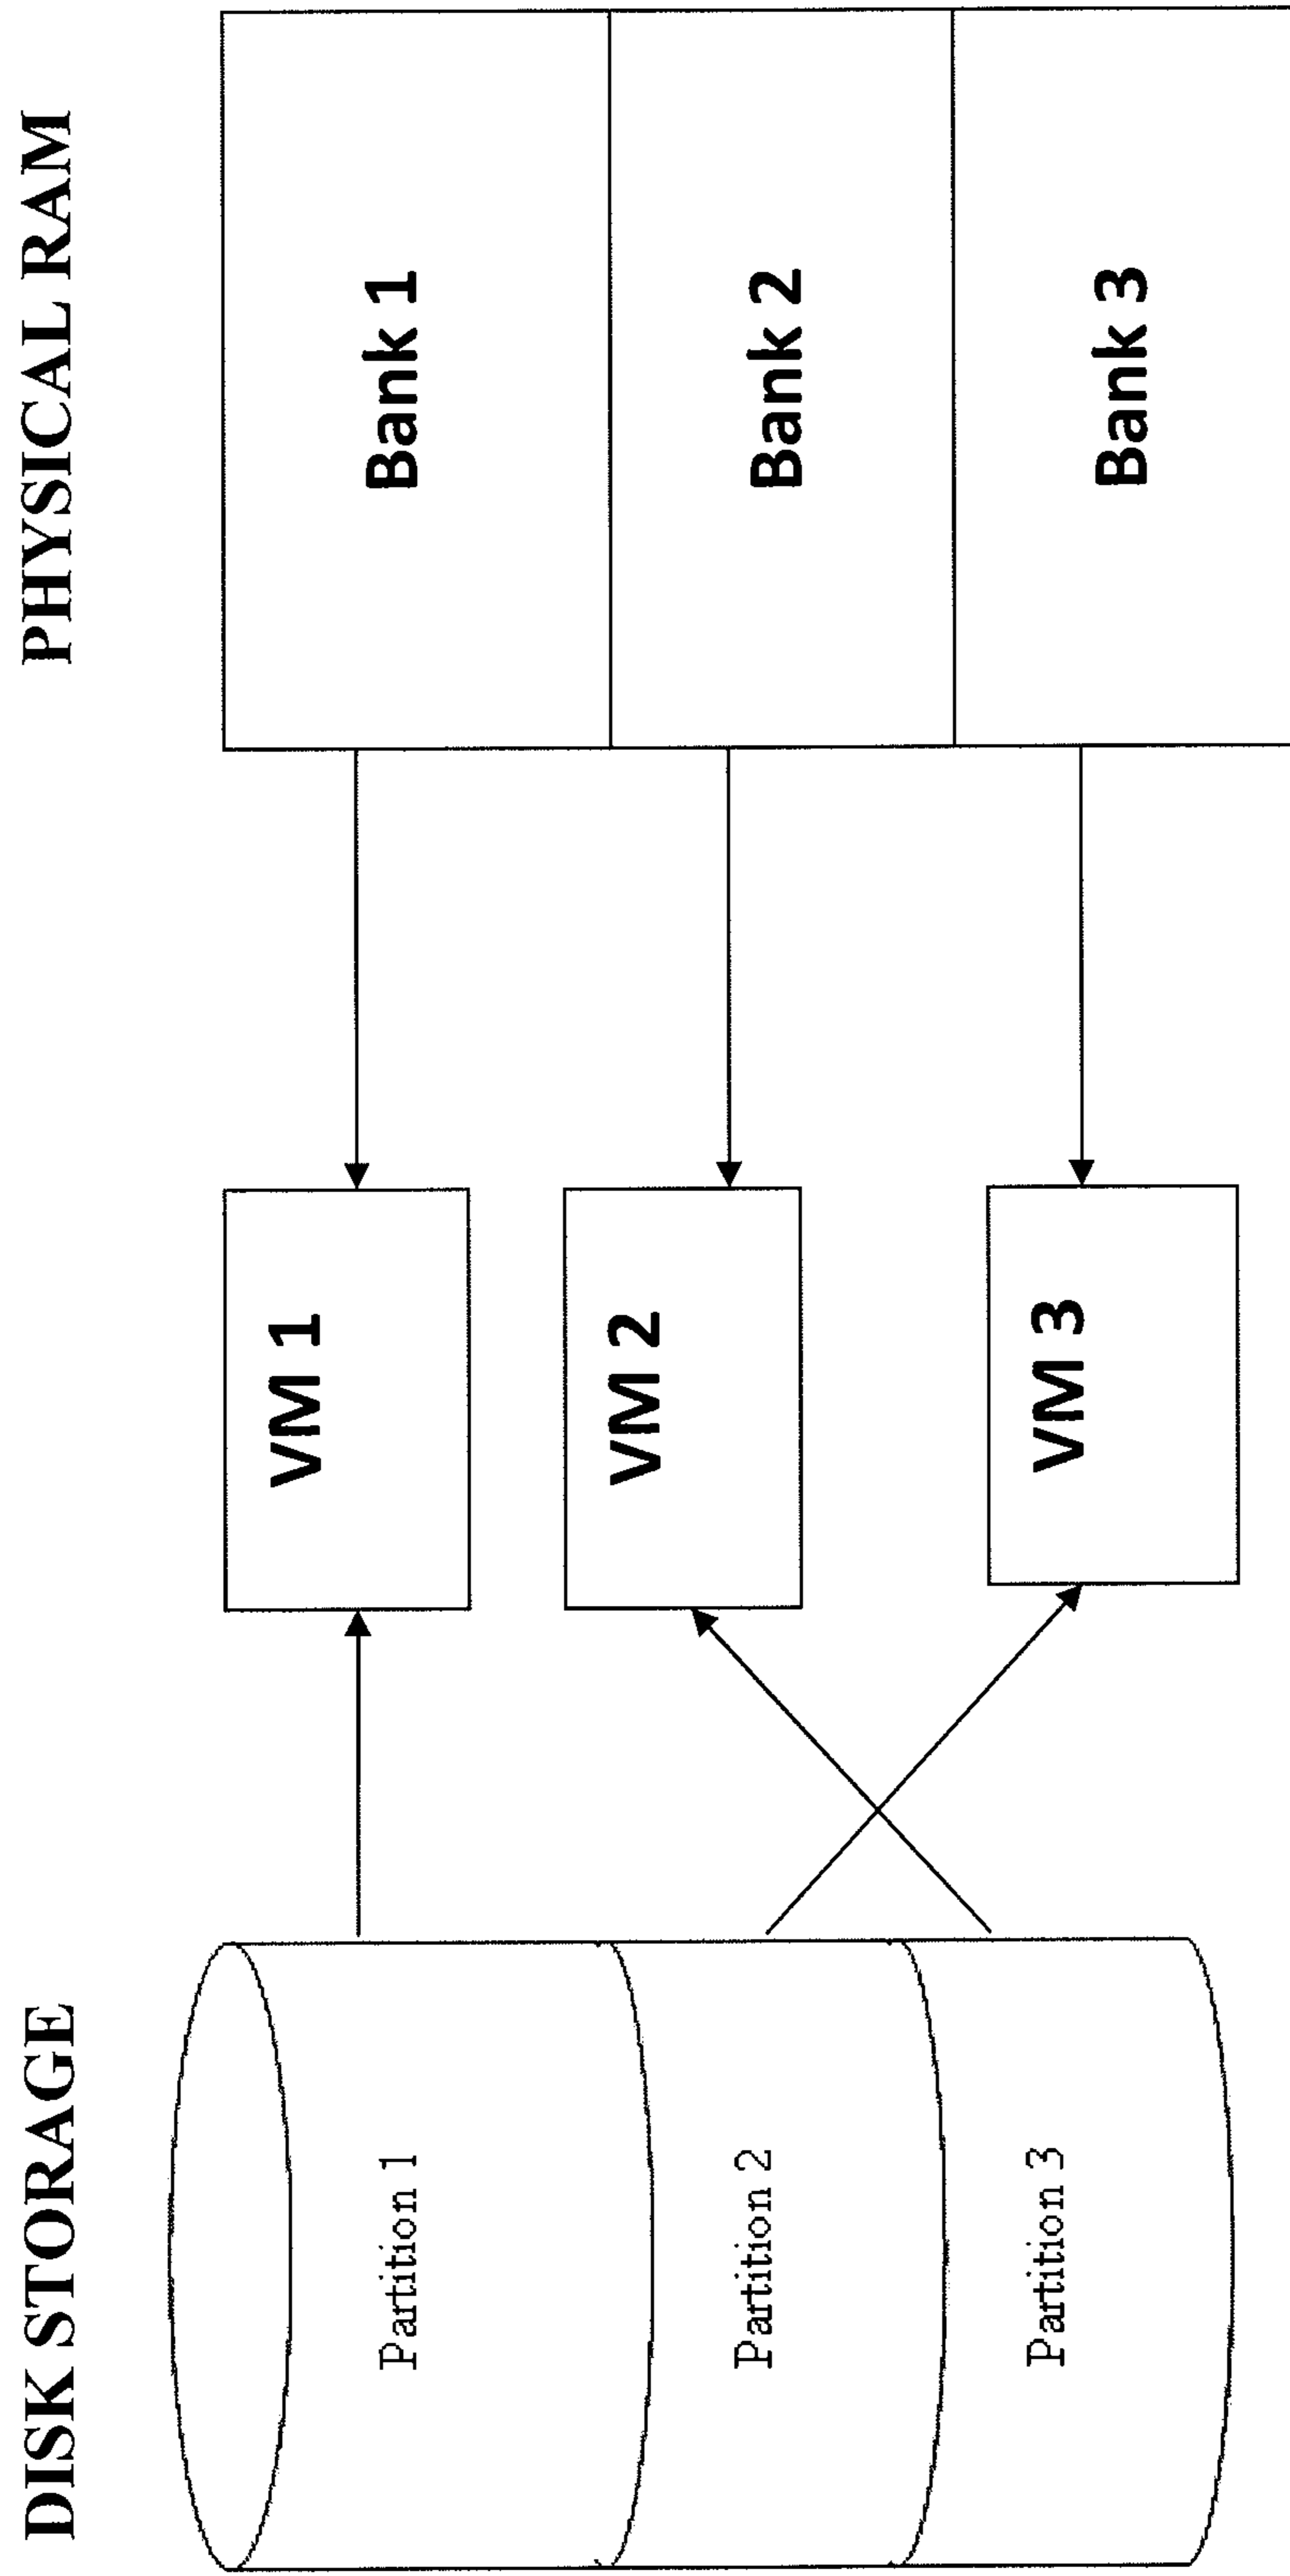 DISK STORAGE
PHYSICAL RAM
Partition 1
VM 1
Bank 1
Partition 2
VM 2
Bank 2
Partition 3
VM 3
Bank 3